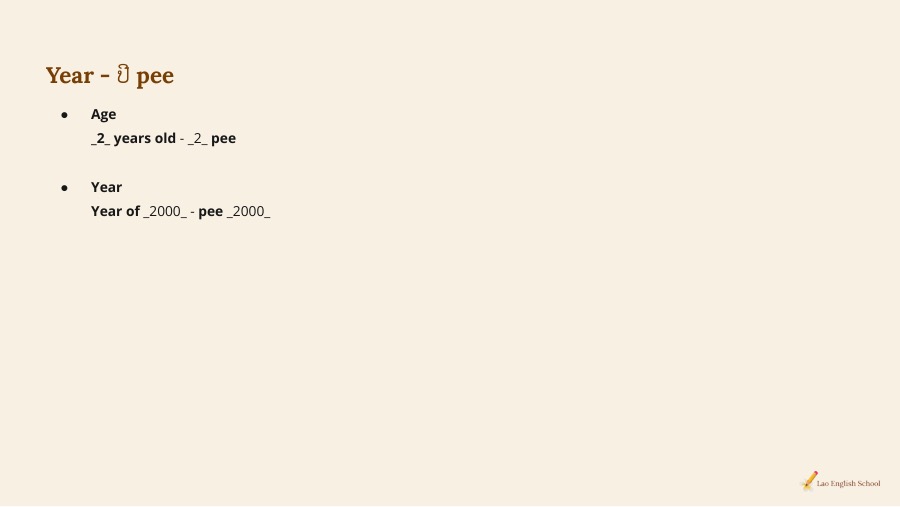 Year - ປີ pee
● Age
_2_ years old - _2_ pee
● Year
Year of _2000_ - pee _2000_
Lao English School